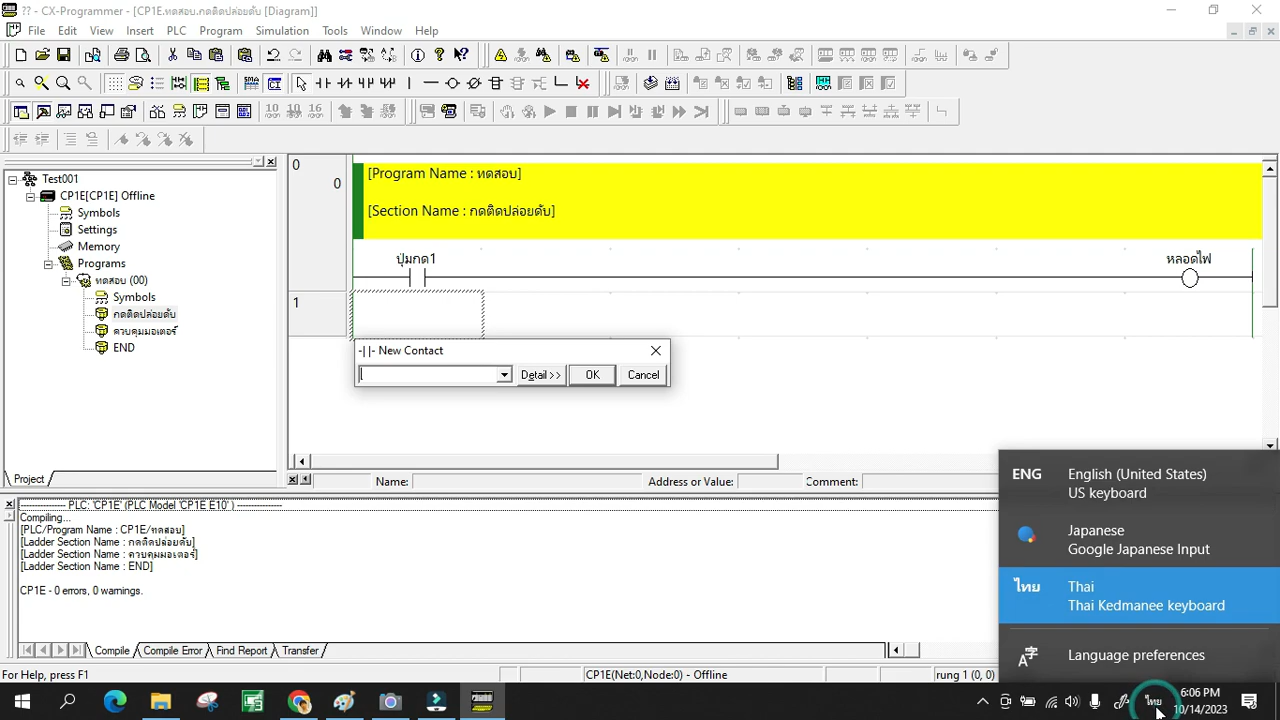 ?? - CX-Programmer - [CP1E.ทดสอบ.กดติดปล่อยดับ [Diagram]]
File Edit View Insert PLC Program Simulation Tools Window Help
10 10 16
Test001
CP1E[CP1E] Offline
Symbols
Settings
Memory
Programs
ทดสอบ (00)
Symbols
กดติดปล่อยดับ
ควบคุมมอเตอร์
END
Project
0
0
[Program Name : ทดสอบ]
[Section Name : กดติดปล่อยดับ]
ปุ่มกด1
หลอดไฟ
1
-| |- New Contact
Detail >> OK Cancel
Name: Address or Value: Comment:
PLC: 'CP1E' (PLC Model 'CP1E E10' )
Compiling...
[PLC/Program Name : CP1E/ทดสอบ]
[Ladder Section Name : กดติดปล่อยดับ]
[Ladder Section Name : ควบคุมมอเตอร์]
[Ladder Section Name : END]
CP1E - 0 errors, 0 warnings.
Compile Compile Error Find Report Transfer
For Help, press F1
CP1E(Net:0,Node:0) - Offline
rung 1 (0, 0)
ENG English (United States)
US keyboard
Japanese
Google Japanese Input
ไทย Thai
Thai Kedmanee keyboard
Language preferences
ไทย
6:06 PM
10/14/2023